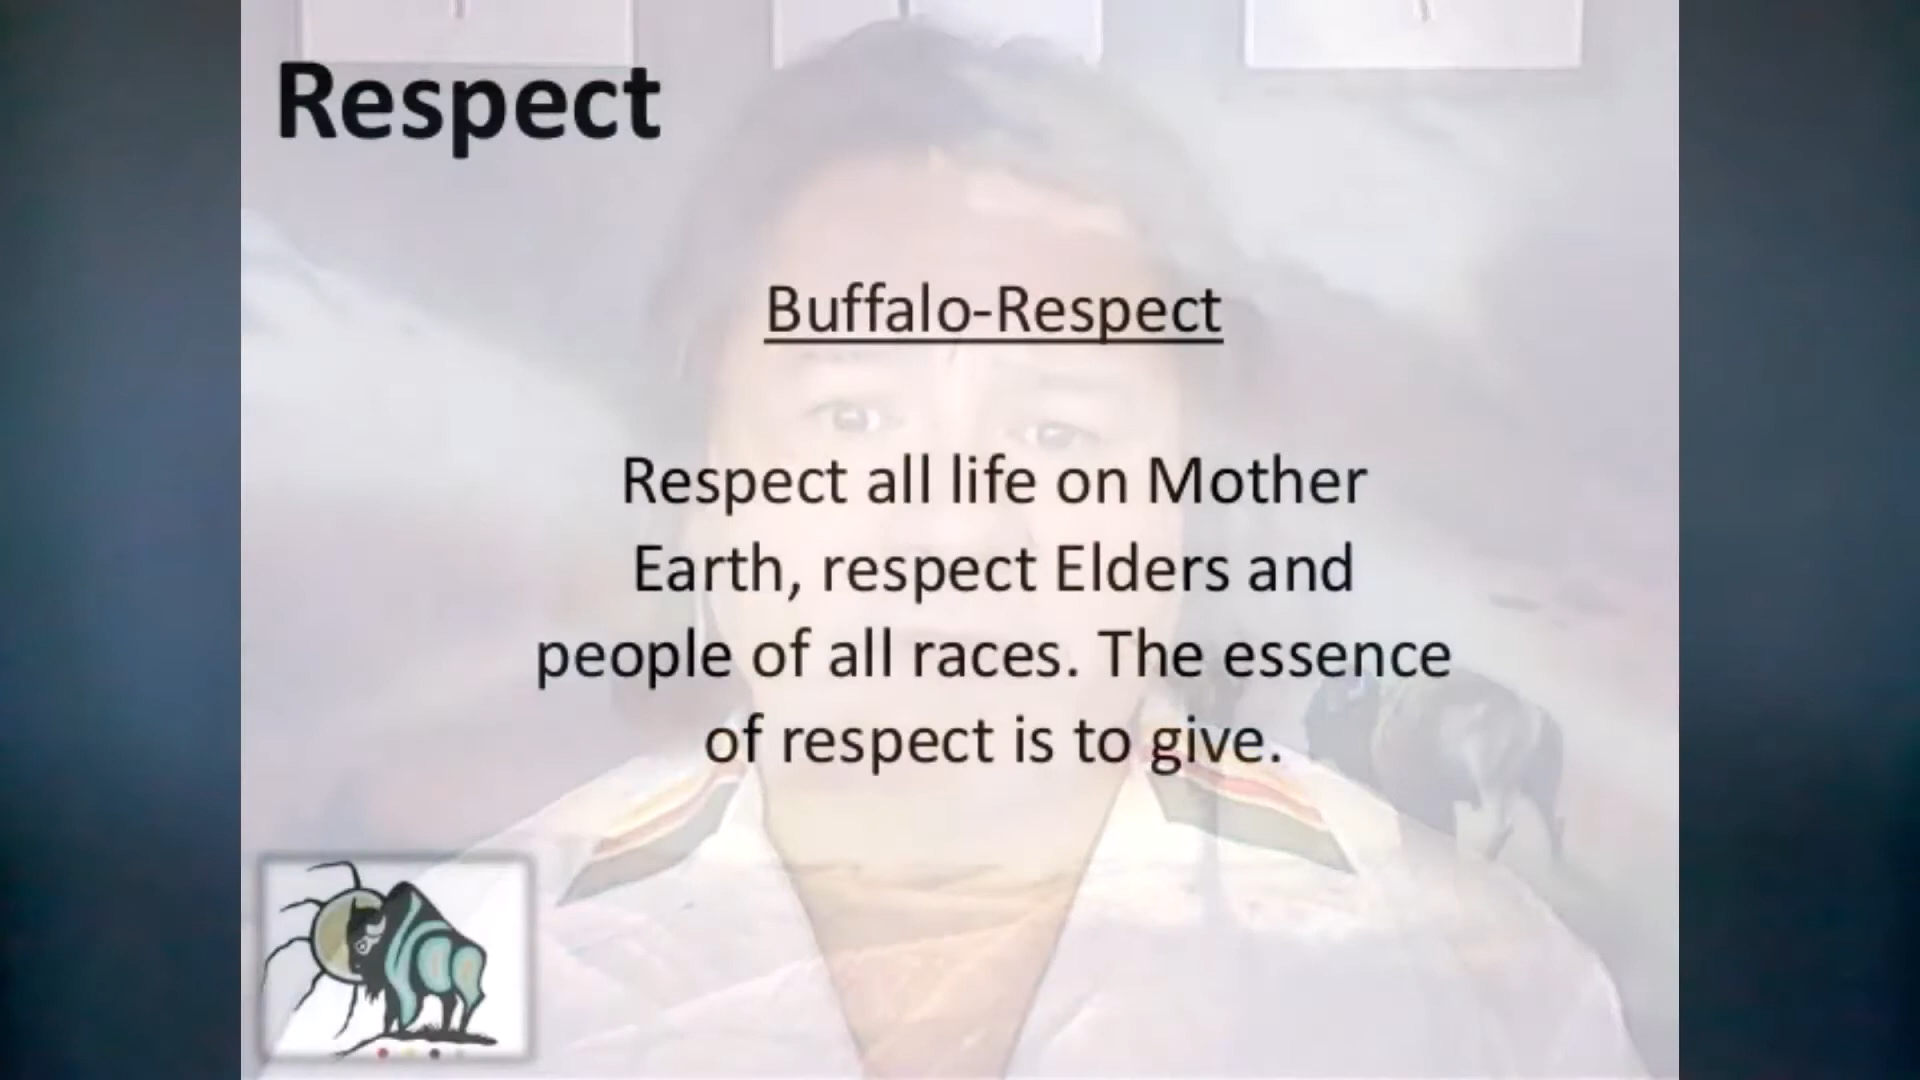 Respect
Buffalo-Respect
Respect all life on Mother
Earth, respect Elders and
people of all races. The essence
of respect is to give.